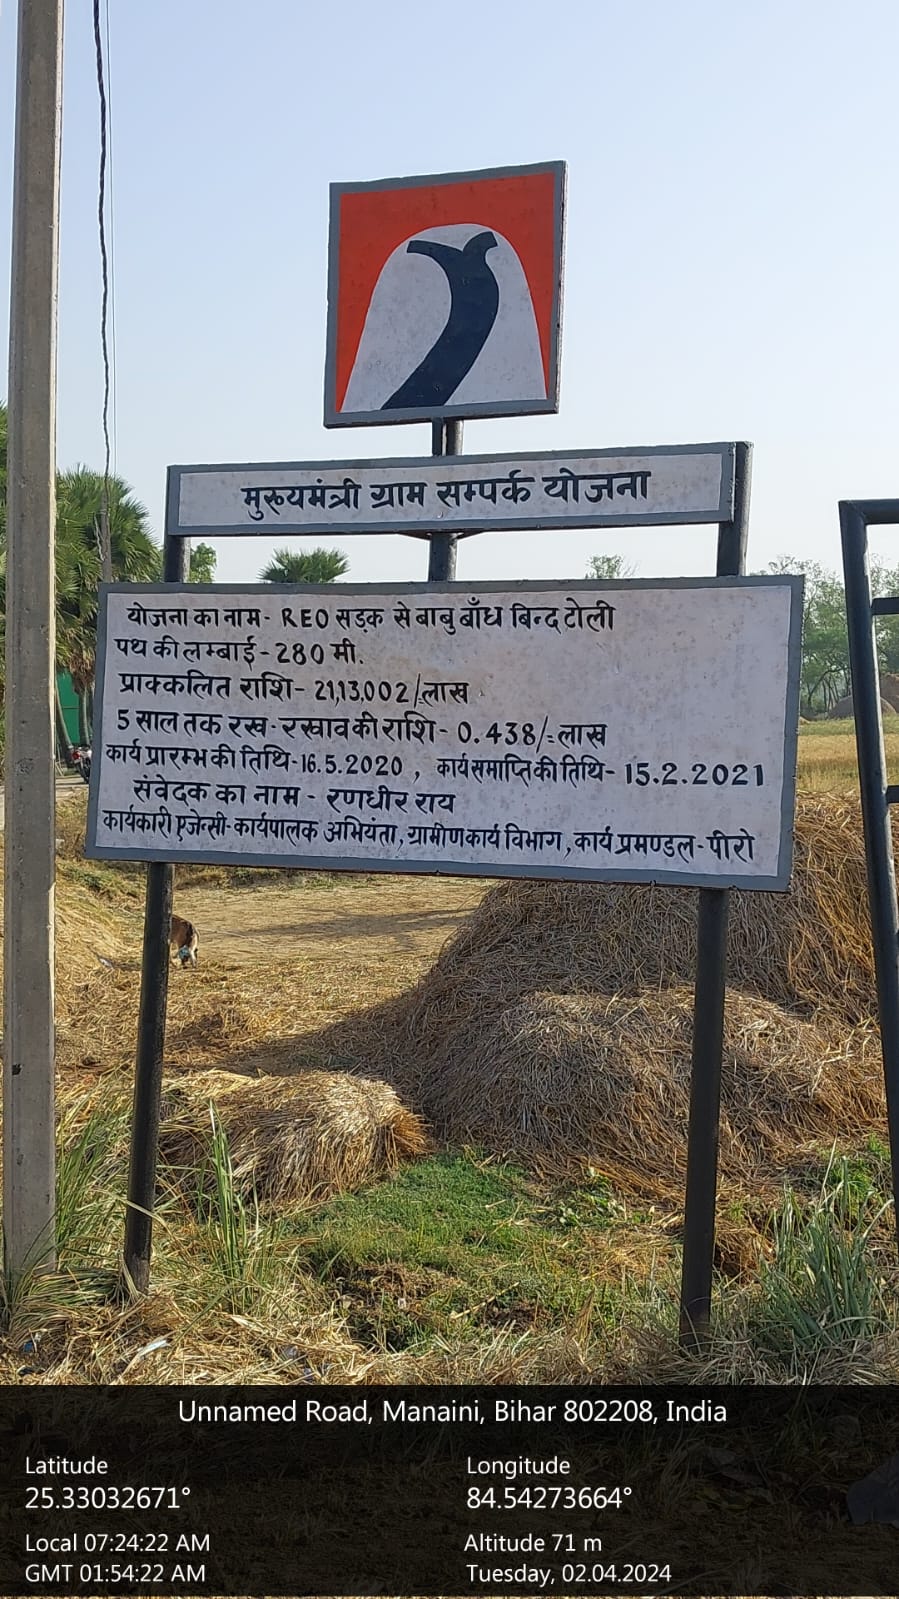 मुख्यमंत्री ग्राम सम्पर्क योजना
योजना का नाम- REO सड़क से बाबु बाँध बिन्द टोली
पथ की लम्बाई - 280 मी.
प्राक्कलित राशि- 21,13,002/-लाख
5 साल तक रख-रखाव की राशि- 0.438/-लाख
कार्य प्रारम्भ की तिथि-16.5.2020 , कार्य समाप्ति की तिथि- 15.2.2021
संवेदक का नाम - रणधीर राय
कार्यकारी एजेन्सी-कार्यपालक अभियंता, ग्रामीण कार्य विभाग, कार्य प्रमण्डल-पीरो
Unnamed Road, Manaini, Bihar 802208, India
Latitude Longitude
25.33032671° 84.54273664°
Local 07:24:22 AM Altitude 71 m
GMT 01:54:22 AM Tuesday, 02.04.2024